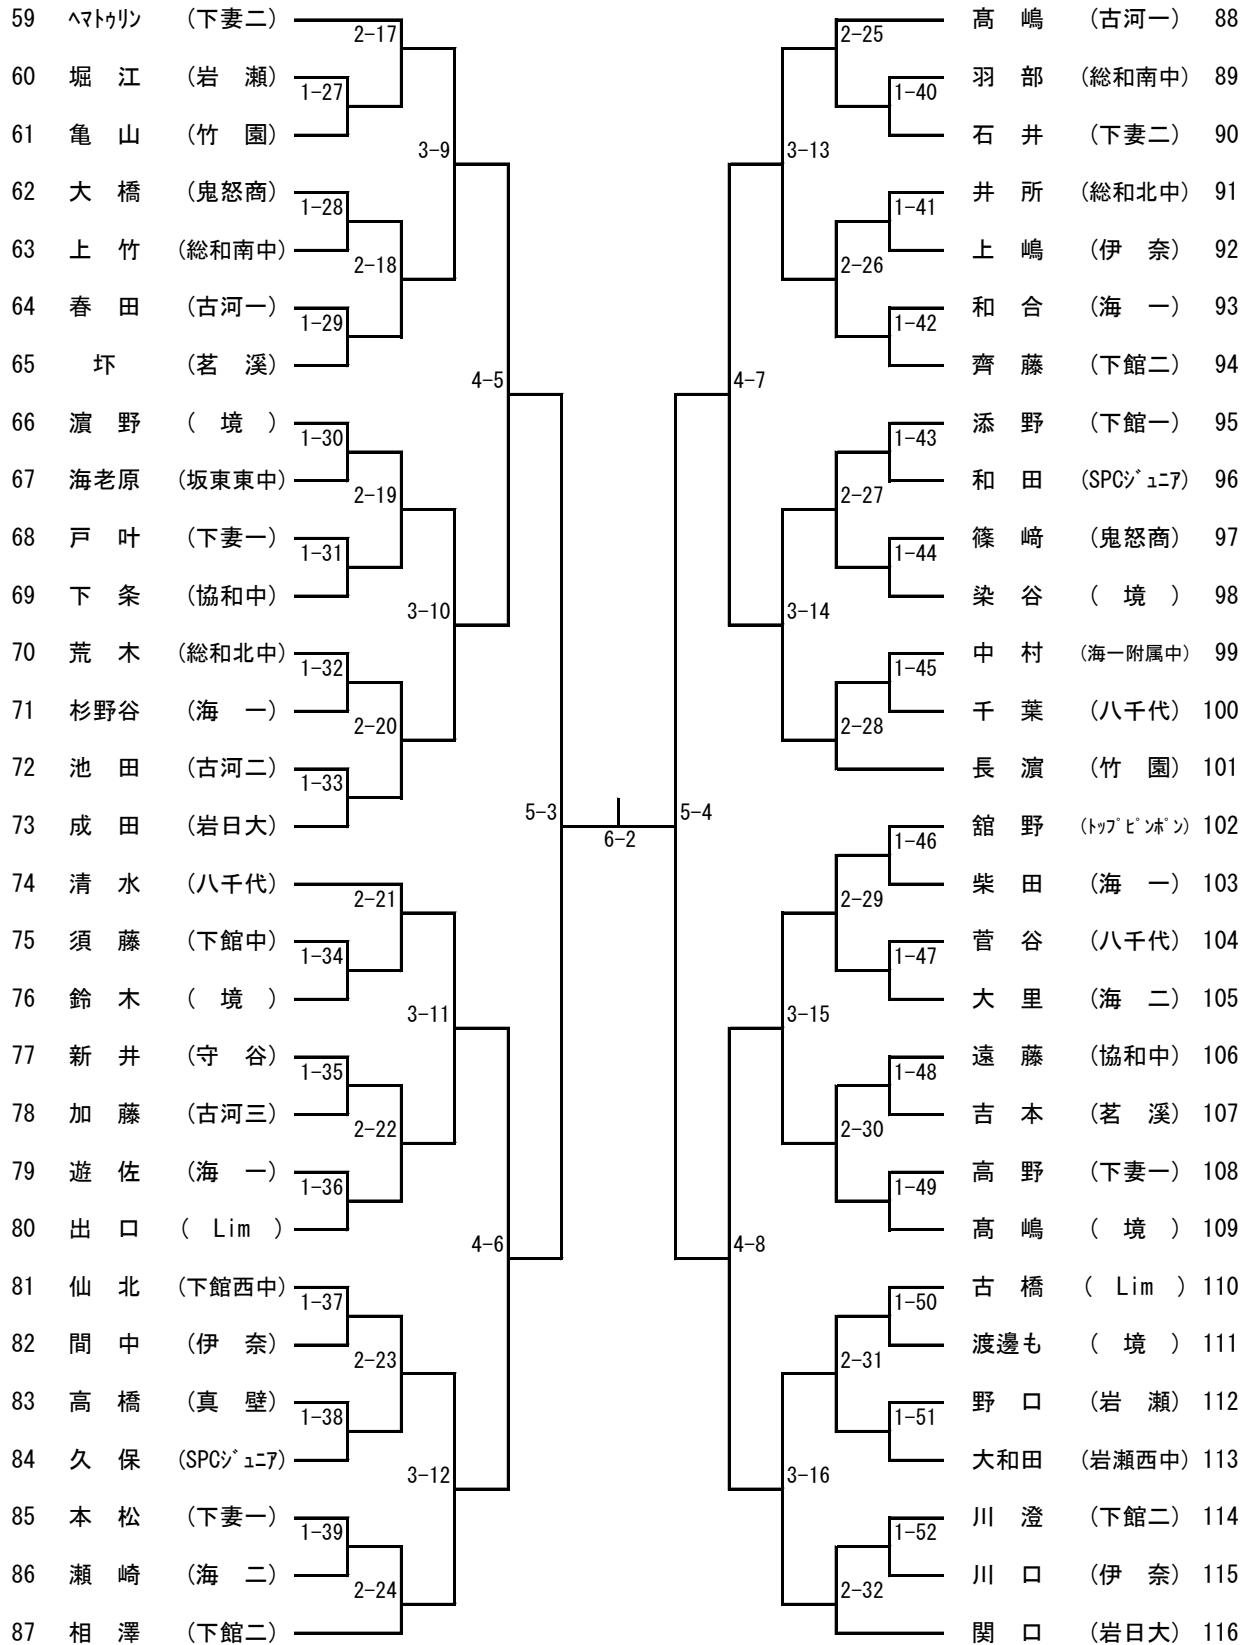 59 ヘマトゥリン (下妻二) 2-17 2-25 髙 嶋 (古河一) 88
60 堀 江 (岩 瀬) 1-27 1-40 羽 部 (総和南中) 89
61 亀 山 (竹 園) 3-9 3-13 石 井 (下妻二) 90
62 大 橋 (鬼怒商) 1-28 1-41 井 所 (総和北中) 91
63 上 竹 (総和南中) 2-18 2-26 上 嶋 (伊 奈) 92
64 春 田 (古河一) 1-29 1-42 和 合 (海 一) 93
65 圷 (茗 溪) 4-5 4-7 齊 藤 (下館二) 94
66 濵 野 ( 境 ) 1-30 1-43 添 野 (下館一) 95
67 海老原 (坂東東中) 2-19 2-27 和 田 (SPCジュニア) 96
68 戸 叶 (下妻一) 1-31 1-44 篠 﨑 (鬼怒商) 97
69 下 条 (協和中) 3-10 3-14 染 谷 ( 境 ) 98
70 荒 木 (総和北中) 1-32 1-45 中 村 (海一附属中) 99
71 杉野谷 (海 一) 2-20 2-28 千 葉 (八千代) 100
72 池 田 (古河二) 1-33 長 濵 (竹 園) 101
73 成 田 (岩日大) 5-3 6-2 5-4 1-46 舘 野 (トップピンポン) 102
74 清 水 (八千代) 2-21 2-29 柴 田 (海 一) 103
75 須 藤 (下館中) 1-34 1-47 菅 谷 (八千代) 104
76 鈴 木 ( 境 ) 3-11 3-15 大 里 (海 二) 105
77 新 井 (守 谷) 1-35 1-48 遠 藤 (協和中) 106
78 加 藤 (古河三) 2-22 2-30 吉 本 (茗 溪) 107
79 遊 佐 (海 一) 1-36 1-49 高 野 (下妻一) 108
80 出 口 ( Lim ) 4-6 4-8 髙 嶋 ( 境 ) 109
81 仙 北 (下館西中) 1-37 1-50 古 橋 ( Lim ) 110
82 間 中 (伊 奈) 2-23 2-31 渡邊も ( 境 ) 111
83 高 橋 (真 壁) 1-38 1-51 野 口 (岩 瀬) 112
84 久 保 (SPCジュニア) 3-12 3-16 大和田 (岩瀬西中) 113
85 本 松 (下妻一) 1-39 1-52 川 澄 (下館二) 114
86 瀬 崎 (海 二) 2-24 2-32 川 口 (伊 奈) 115
87 相 澤 (下館二) 関 口 (岩日大) 116